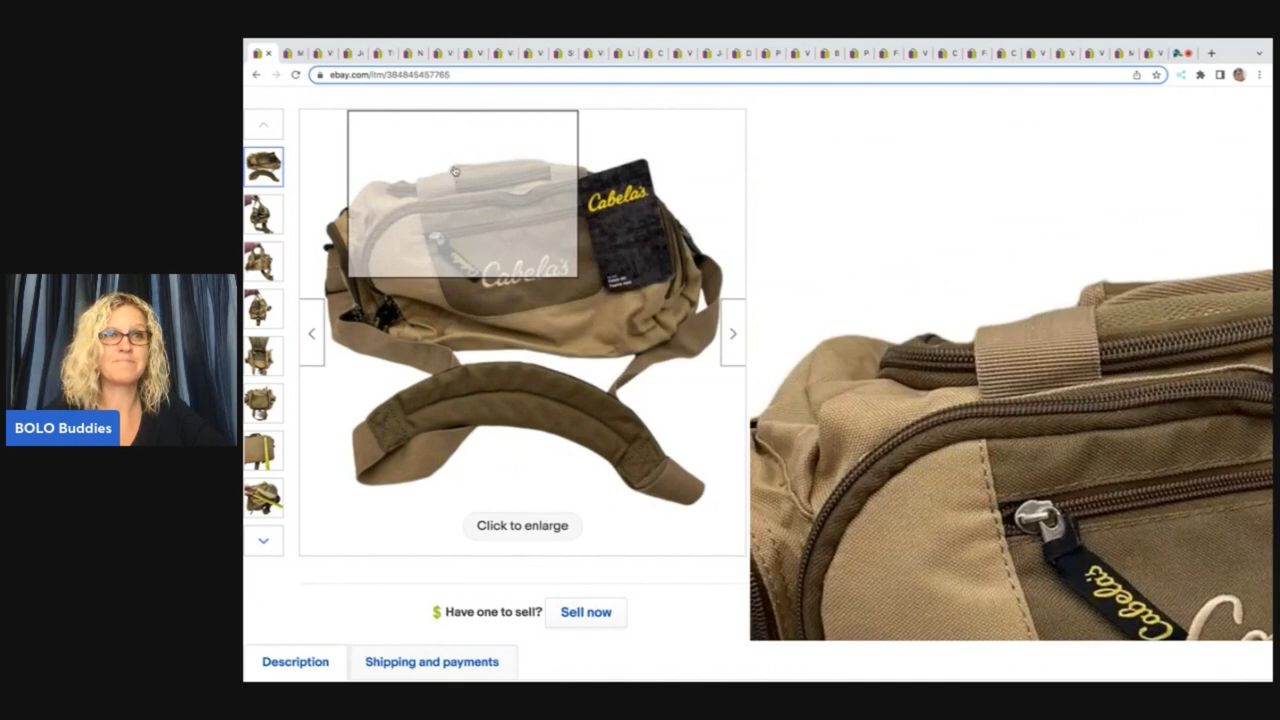 ebay.com/itm/384845457765
Cabela's
Cabela's
Cabela's
Cabela's
BOLO Buddies
Click to enlarge
$ Have one to sell?
Sell now
Description
Shipping and payments